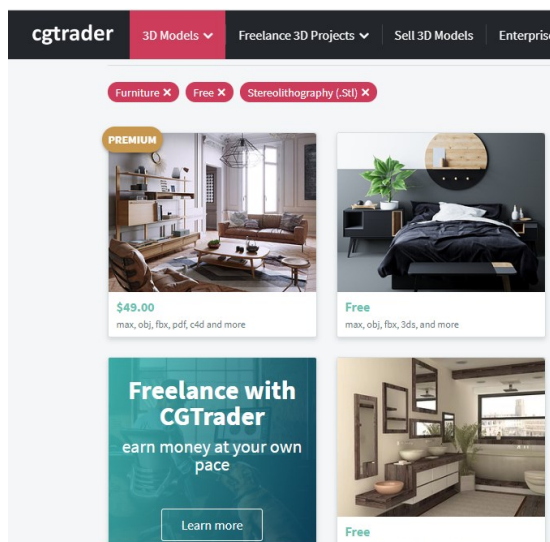 cgtrader
3D Models
Freelance 3D Projects
Sell 3D Models
Enterpris
Furniture ×
Free ×
Stereolithography (.Stl) ×
PREMIUM
$49.00
max, obj, fbx, pdf, c4d and more
Free
max, obj, fbx, 3ds, and more
Freelance with
CGTrader
earn money at your own
pace
Learn more
Free